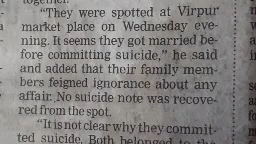 together.
"They were spotted at Virpur
market place on Wednesday eve-
ning. It seems they got married be-
fore committing suicide," he said
and added that their family mem-
bers feigned ignorance about any
affair. No suicide note was recove-
red from the spot.
"It is not clear why they commit-
ted suicide. Both belonged to the